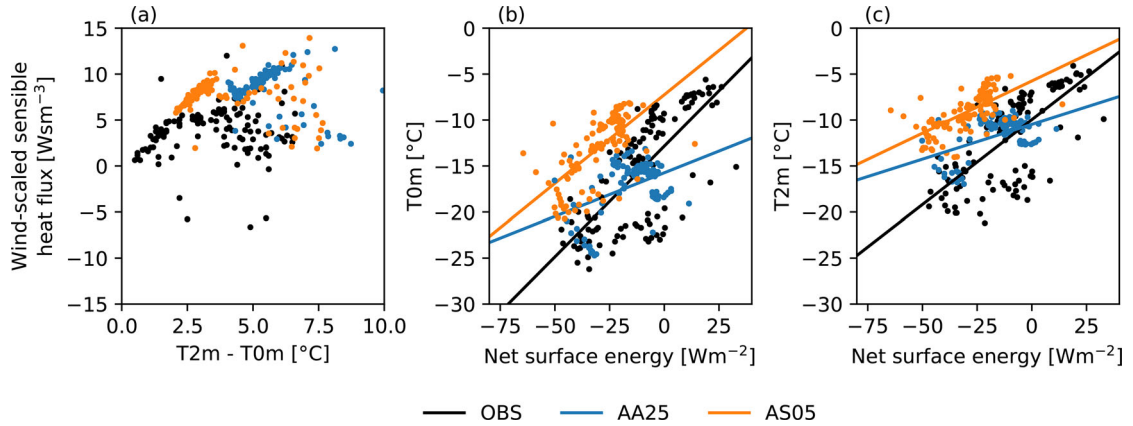 (a)
Wind-scaled sensible
heat flux [Wsm−3]
15
10
5
0
−5
−10
−15
0.0 2.5 5.0 7.5 10.0
T2m - T0m [°C]
(b)
T0m [°C]
0
−5
−10
−15
−20
−25
−30
−75 −50 −25 0 25
Net surface energy [Wm−2]
(c)
T2m [°C]
0
−5
−10
−15
−20
−25
−30
−75 −50 −25 0 25
Net surface energy [Wm−2]
OBS AA25 AS05